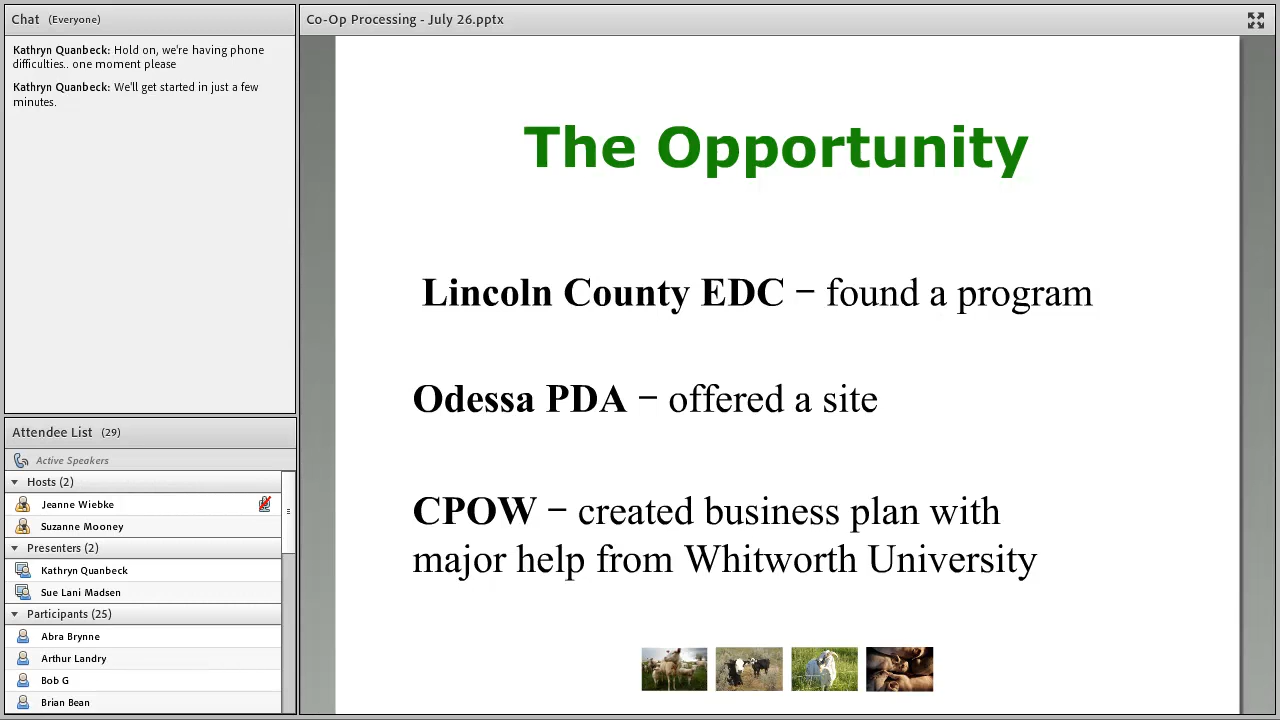 Chat (Everyone)
Kathryn Quanbeck: Hold on, we're having phone
difficulties.. one moment please
Kathryn Quanbeck: We'll get started in just a few
minutes.
Attendee List (29)
Active Speakers
Hosts (2)
Jeanne Wiebke
Suzanne Mooney
Presenters (2)
Kathryn Quanbeck
Sue Lani Madsen
Participants (25)
Abra Brynne
Arthur Landry
Bob G
Brian Bean
Co-Op Processing - July 26.pptx
The Opportunity
Lincoln County EDC – found a program
Odessa PDA – offered a site
CPOW – created business plan with
major help from Whitworth University